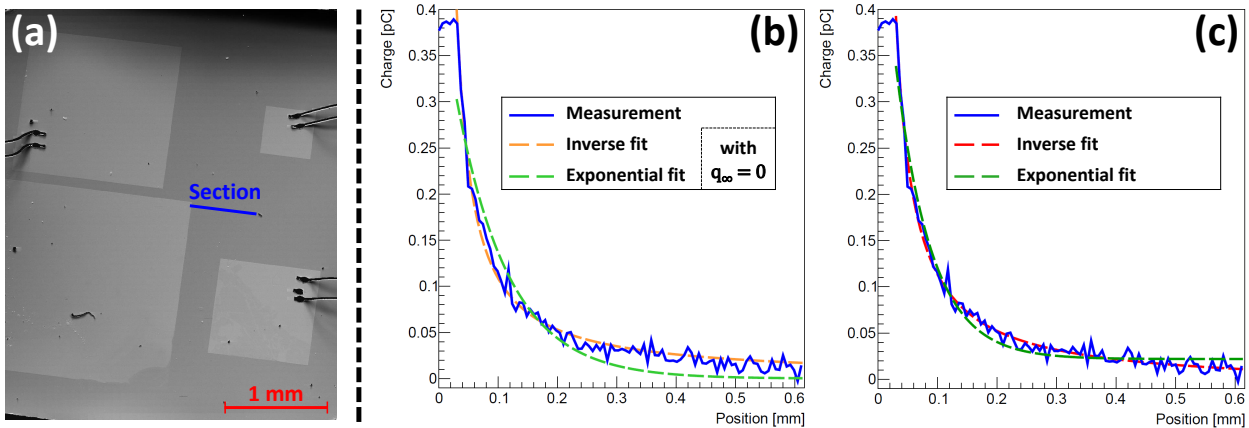 (a)
Section
1 mm
(b)
Charge [pC]
0.4
0.35
0.3
0.25
0.2
0.15
0.1
0.05
0
Measurement
Inverse fit
Exponential fit
with
q∞ = 0
0 0.1 0.2 0.3 0.4 0.5 0.6
Position [mm]
(c)
Charge [pC]
0.4
0.35
0.3
0.25
0.2
0.15
0.1
0.05
0
Measurement
Inverse fit
Exponential fit
0 0.1 0.2 0.3 0.4 0.5 0.6
Position [mm]